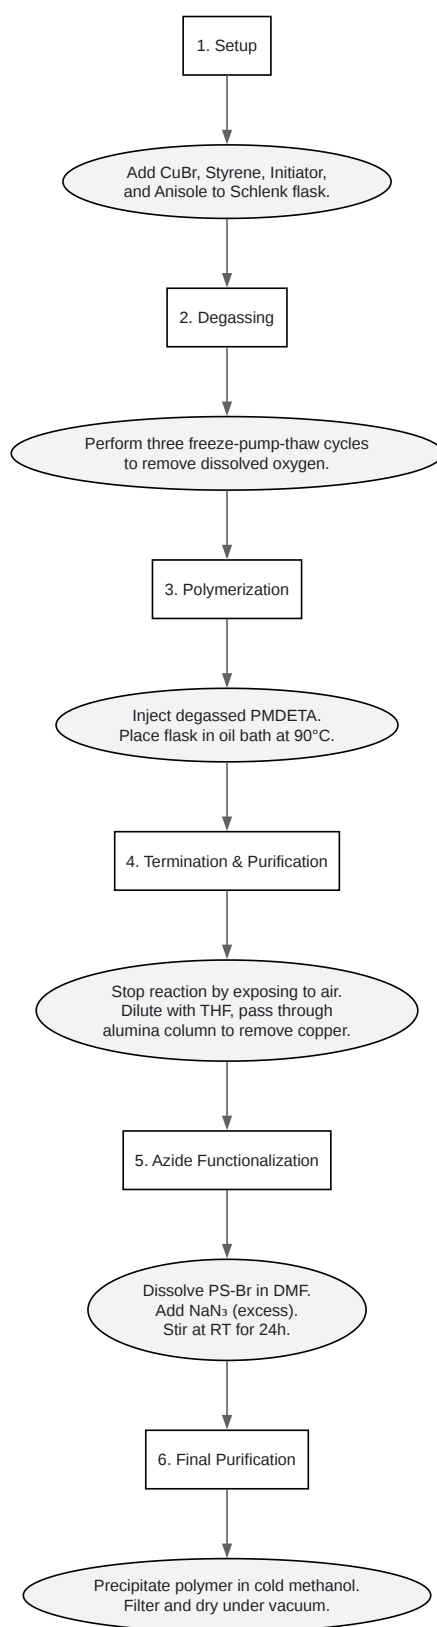 1. Setup
Add CuBr, Styrene, Initiator,
and Anisole to Schlenk flask.
2. Degassing
Perform three freeze-pump-thaw cycles
to remove dissolved oxygen.
3. Polymerization
Inject degassed PMDETA.
Place flask in oil bath at 90°C.
4. Termination & Purification
Stop reaction by exposing to air.
Dilute with THF, pass through
alumina column to remove copper.
5. Azide Functionalization
Dissolve PS-Br in DMF.
Add NaN₃ (excess).
Stir at RT for 24h.
6. Final Purification
Precipitate polymer in cold methanol.
Filter and dry under vacuum.